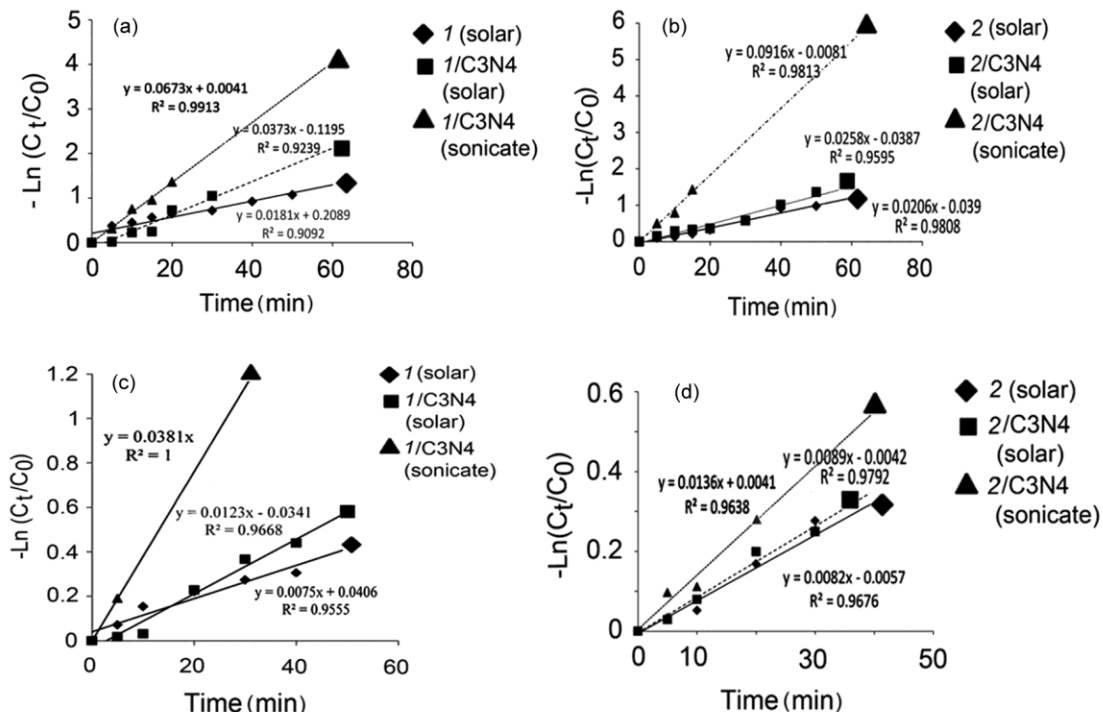 (a)
- Ln (Ct/C0)
5
4
3
2
1
0
0
20
40
60
80
Time (min)
y = 0.0673x + 0.0041
R² = 0.9913
y = 0.0373x - 0.1195
R² = 0.9239
y = 0.0181x + 0.2089
R² = 0.9092
1 (solar)
1/C3N4
(solar)
1/C3N4
(sonicate)
(b)
-Ln(Ct/C0)
6
5
4
3
2
1
0
0
20
40
60
80
Time (min)
y = 0.0916x - 0.0081
R² = 0.9813
y = 0.0258x - 0.0387
R² = 0.9595
y = 0.0206x - 0.039
R² = 0.9808
2 (solar)
2/C3N4
(solar)
2/C3N4
(sonicate)
(c)
-Ln (Ct/C0)
1.2
1
0.8
0.6
0.4
0.2
0
0
20
40
60
Time (min)
y = 0.0381x
R² = 1
y = 0.0123x - 0.0341
R² = 0.9668
y = 0.0075x + 0.0406
R² = 0.9555
1 (solar)
1/C3N4
(solar)
1/C3N4
(sonicate)
(d)
-Ln(Ct/C0)
0.6
0.4
0.2
0
0
10
30
50
Time (min)
y = 0.0136x + 0.0041
R² = 0.9638
y = 0.0089x - 0.0042
R² = 0.9792
y = 0.0082x - 0.0057
R² = 0.9676
2 (solar)
2/C3N4
(solar)
2/C3N4
(sonicate)